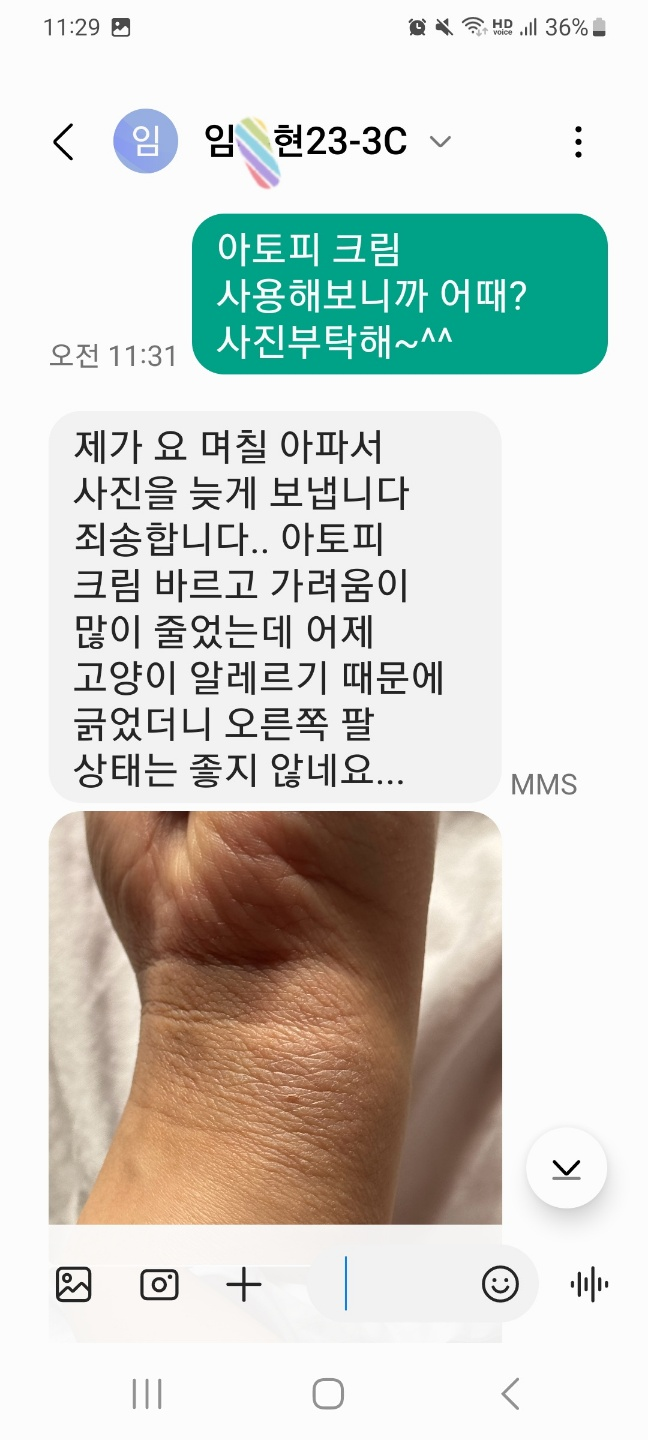 11:29
HD voice
36%
임
임 현23-3C
아토피 크림
사용해보니까 어때?
사진부탁해~^^
오전 11:31
제가 요 며칠 아파서
사진을 늦게 보냅니다
죄송합니다.. 아토피
크림 바르고 가려움이
많이 줄었는데 어제
고양이 알레르기 때문에
긁었더니 오른쪽 팔
상태는 좋지 않네요...
MMS